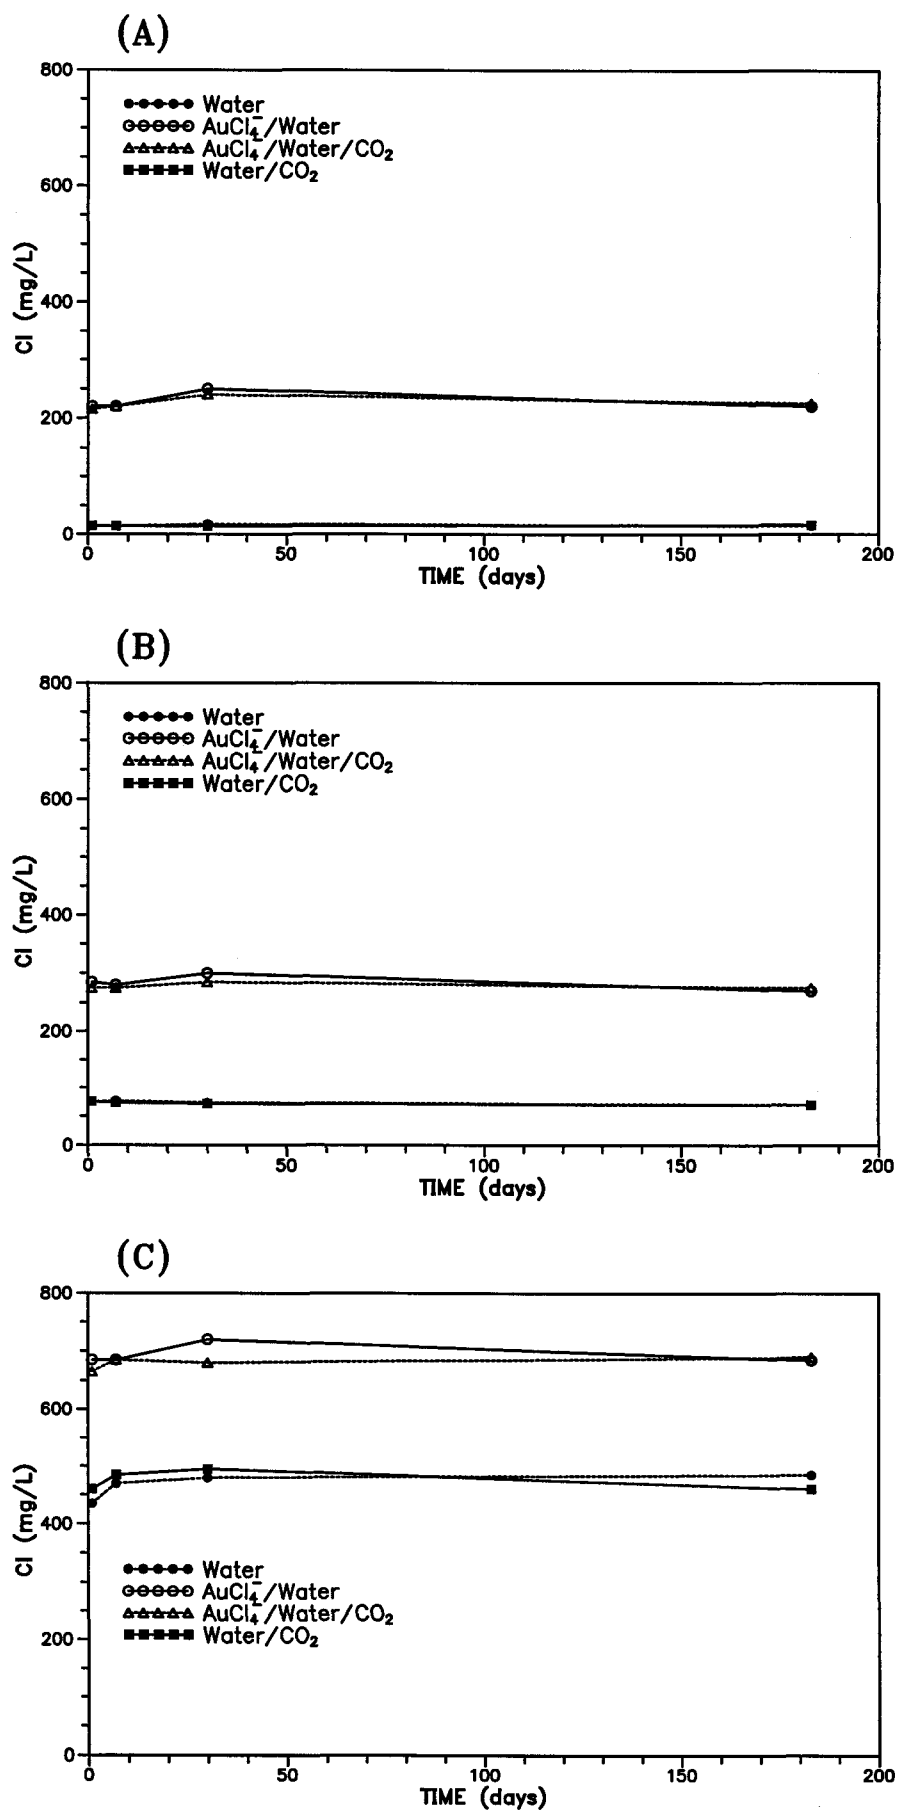 (A)
800
600
400
200
0
Cl (mg/L)
Water
AuCl₄⁻/Water
AuCl₄⁻/Water/CO₂
Water/CO₂
0 50 100 150 200
TIME (days)
(B)
800
600
400
200
0
Cl (mg/L)
Water
AuCl₄⁻/Water
AuCl₄⁻/Water/CO₂
Water/CO₂
0 50 100 150 200
TIME (days)
(C)
800
600
400
200
0
Cl (mg/L)
Water
AuCl₄⁻/Water
AuCl₄⁻/Water/CO₂
Water/CO₂
0 50 100 150 200
TIME (days)